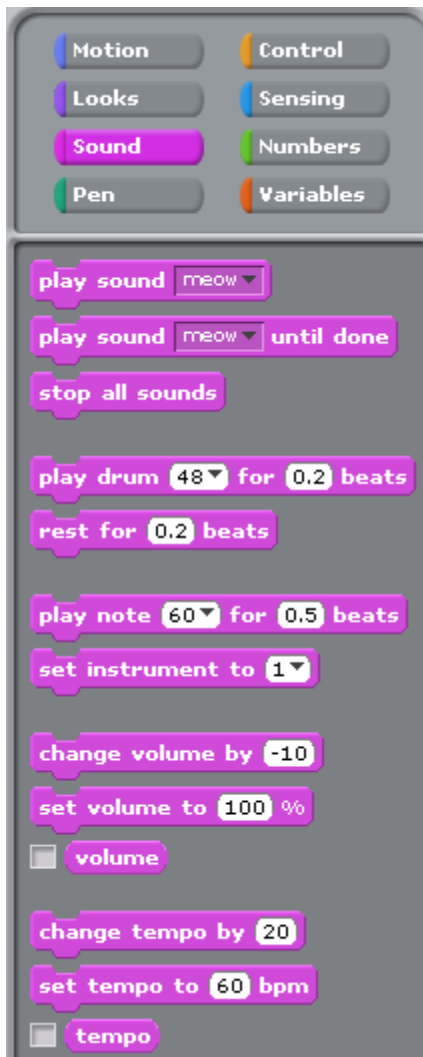 Motion Control
Looks Sensing
Sound Numbers
Pen Variables
play sound meow
play sound meow until done
stop all sounds
play drum 48 for 0.2 beats
rest for 0.2 beats
play note 60 for 0.5 beats
set instrument to 1
change volume by -10
set volume to 100 %
volume
change tempo by 20
set tempo to 60 bpm
tempo